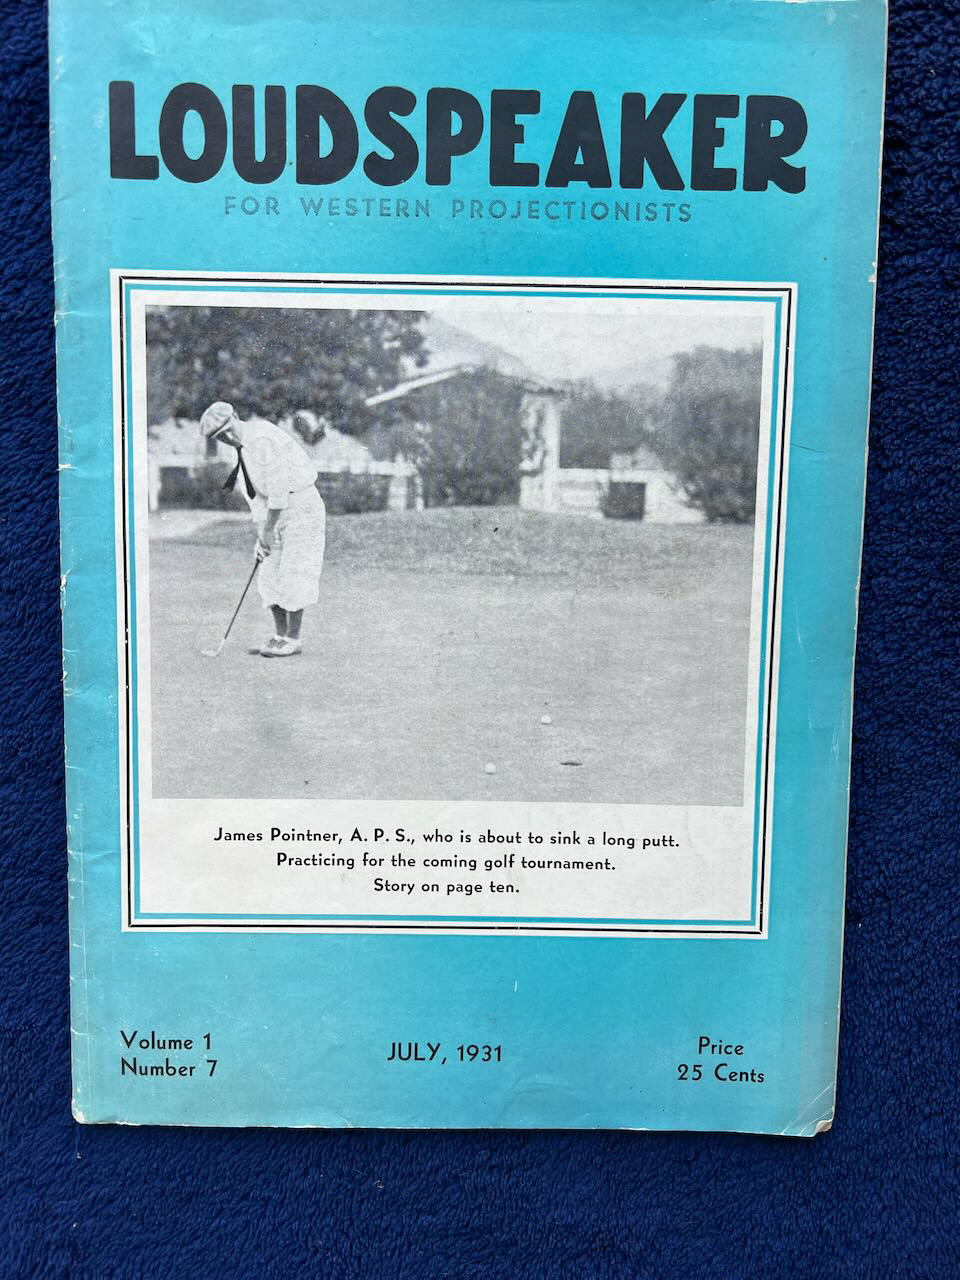 LOUDSPEAKER
FOR WESTERN PROJECTIONISTS
James Pointner, A. P. S., who is about to sink a long putt.
Practicing for the coming golf tournament.
Story on page ten.
Volume 1
Number 7
JULY, 1931
Price
25 Cents